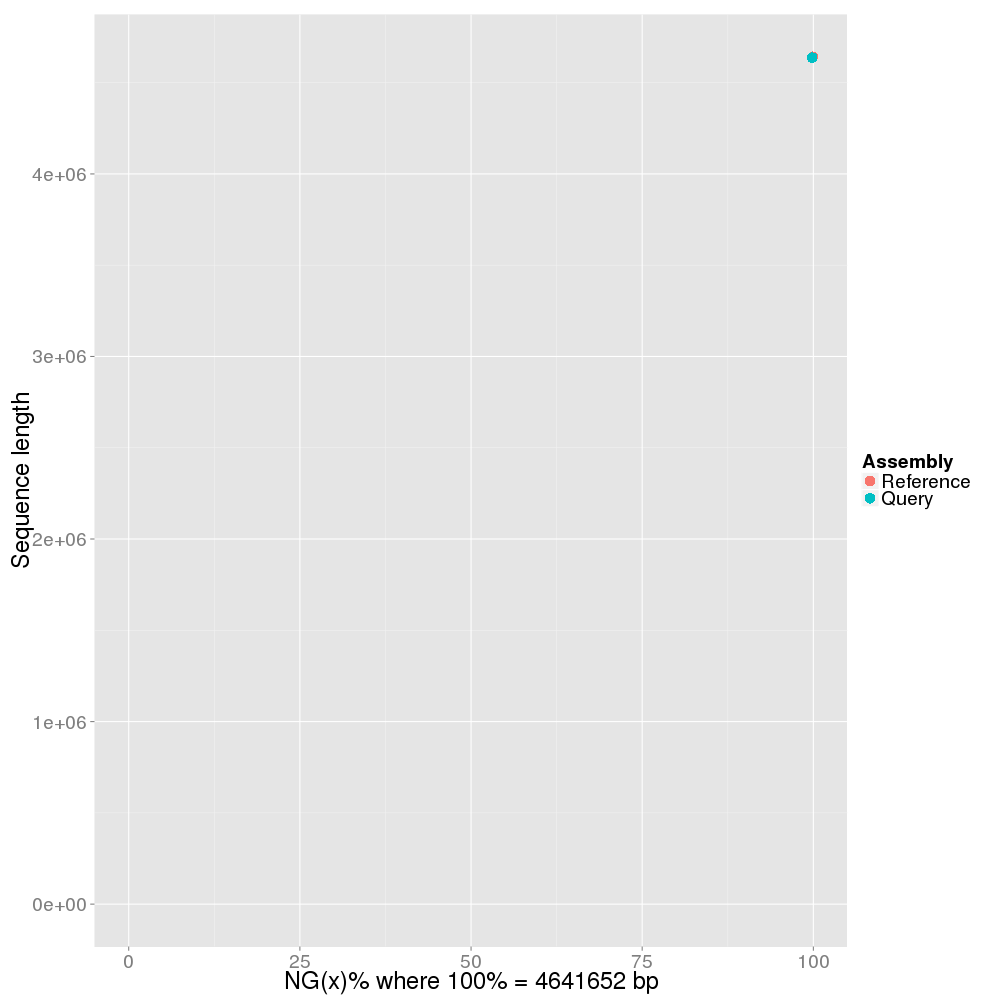 4e+06
3e+06
2e+06
1e+06
0e+00
Sequence length
0 25 50 75 100
NG(x)% where 100% = 4641652 bp
Assembly
Reference
Query